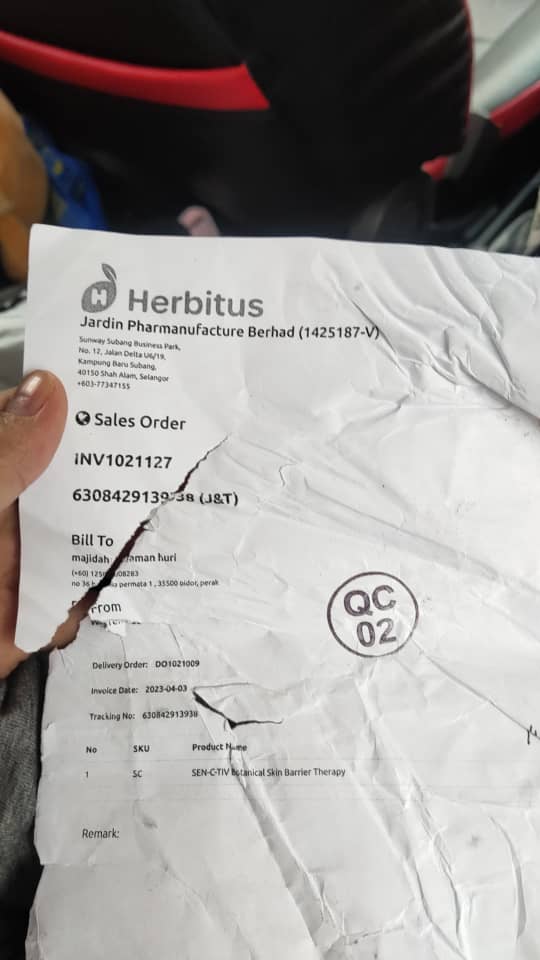 Herbitus
Jardin Pharmanufacture Berhad (1425187-V)
Sunway Subang Business Park,
No. 12, Jalan Delta U6/19,
Kampung Baru Subang,
40150 Shah Alam, Selangor
+603-77347155
Sales Order
INV1021127
(J&T)
Bill To
majidah huri
(+60)
no permata 1 , 35500 bidor, perak
From
QC
02
Delivery Order: DO1021009
Invoice Date: 2023-04-03
Tracking No: 630842913938
No SKU Product Name
1 SC SEN-C-TIV Botanical Skin Barrier Therapy
Remark: